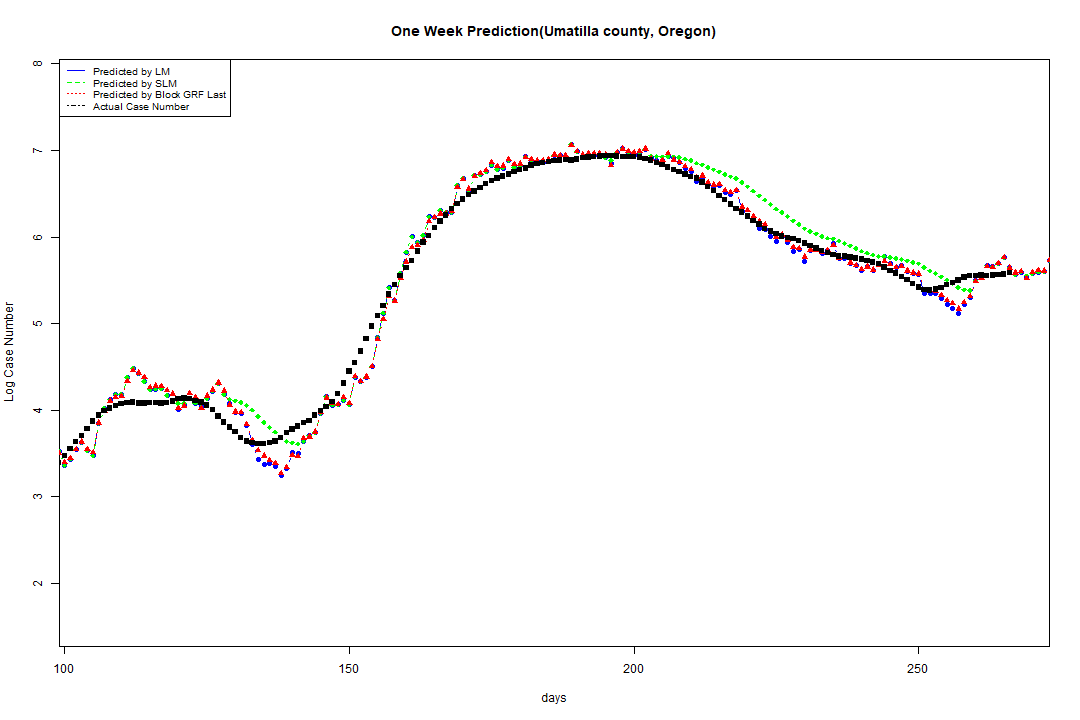 One Week Prediction(Umatilla county, Oregon)
Predicted by LM
Predicted by SLM
Predicted by Block GRF Last
Actual Case Number
8
7
6
5
4
3
2
Log Case Number
100 150 200 250
days